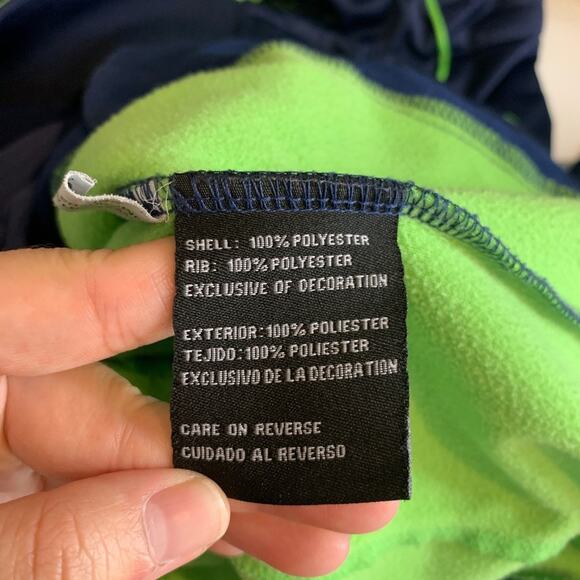 SHELL: 100% POLYESTER
RIB: 100% POLYESTER
EXCLUSIVE OF DECORATION
EXTERIOR: 100% POLIESTER
TEJIDO: 100% POLIESTER
EXCLUSIVO DE LA DECORATION
CARE ON REVERSE
CUIDADO AL REVERSO